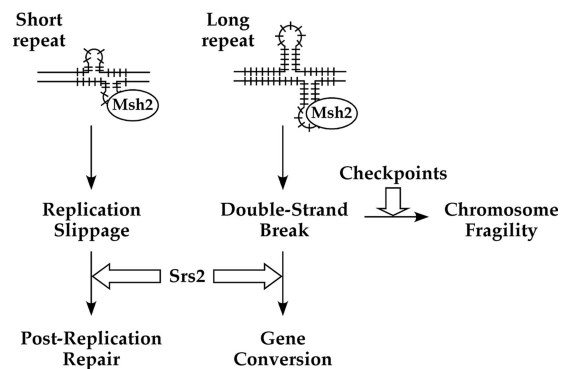 Short
repeat
Long
repeat
Msh2
Msh2
Checkpoints
Replication
Slippage
Double-Strand
Break
Chromosome
Fragility
Srs2
Post-Replication
Repair
Gene
Conversion